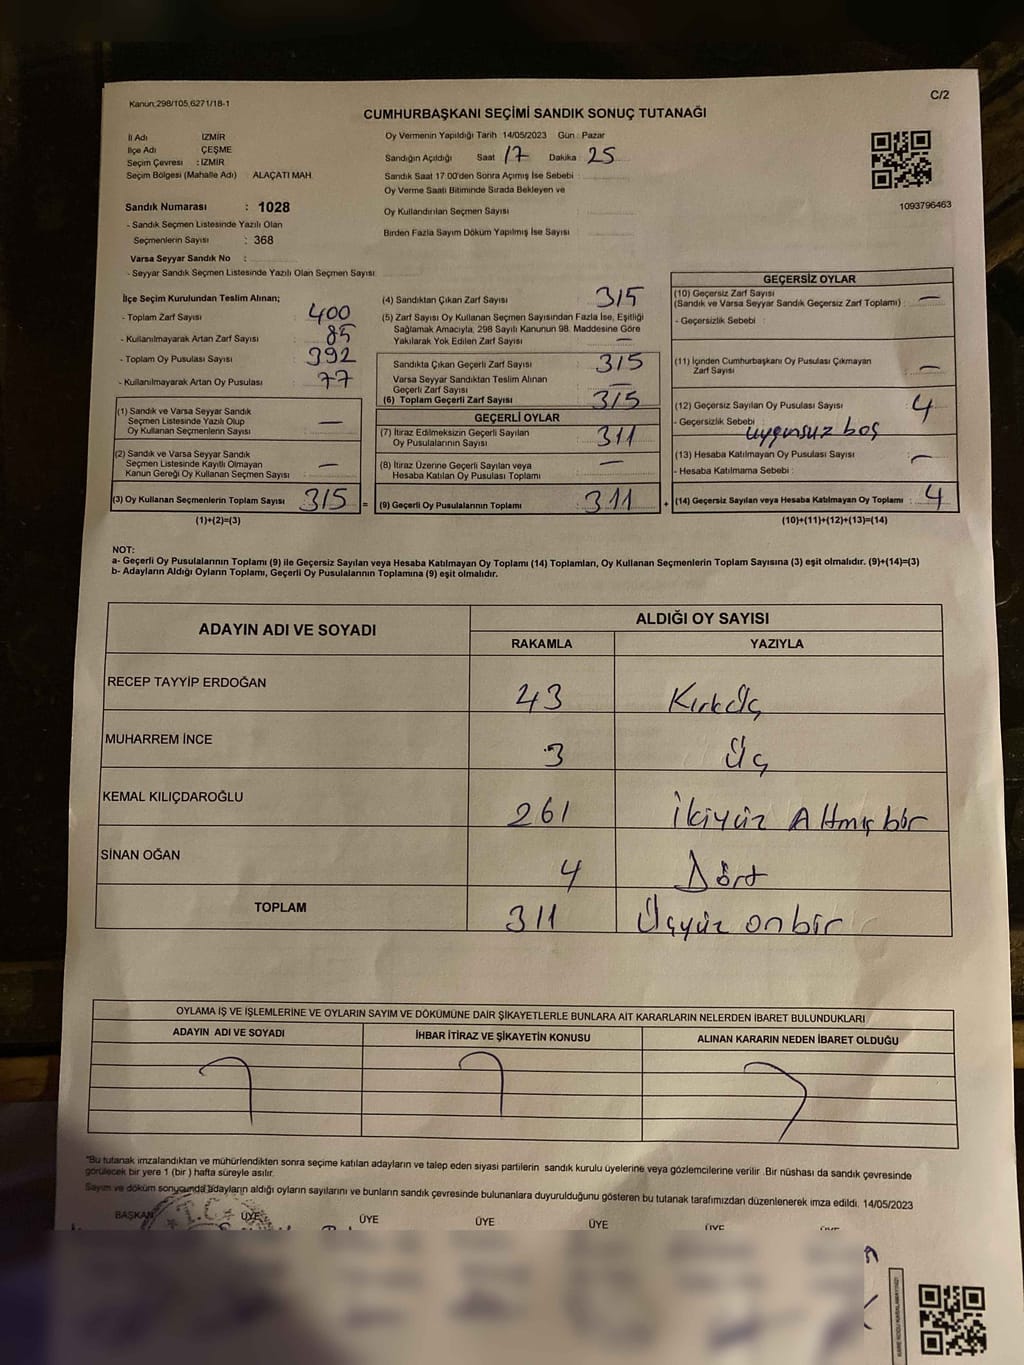 Kanun;298/105,6271/18-1
C/2
CUMHURBAŞKANI SEÇİMİ SANDIK SONUÇ TUTANAĞI
İl Adı İZMİR
İlçe Adı ÇEŞME
Seçim Çevresi : İZMİR
Seçim Bölgesi (Mahalle Adı) ALAÇATI MAH.
Sandık Numarası : 1028
- Sandık Seçmen Listesinde Yazılı Olan
Seçmenlerin Sayısı : 368
Varsa Seyyar Sandık No :
- Seyyar Sandık Seçmen Listesinde Yazılı Olan Seçmen Sayısı:
Oy Vermenin Yapıldığı Tarih 14/05/2023 Gün : Pazar
Sandığın Açıldığı Saat 17 Dakika : 25
Sandık Saat 17:00'den Sonra Açmış İse Sebebi :
Oy Verme Saati Bitiminde Sırada Bekleyen ve
Oy Kullandırılan Seçmen Sayısı :
Birden Fazla Sayım Döküm Yapılmış İse Sayısı :
1093796463
İlçe Seçim Kurulundan Teslim Alınan;
- Toplam Zarf Sayısı : 400
- Kullanılmayarak Artan Zarf Sayısı : 85
- Toplam Oy Pusulası Sayısı : 392
- Kullanılmayarak Artan Oy Pusulası : 77
(1) Sandık ve Varsa Seyyar Sandık
Seçmen Listesinde Yazılı Olup
Oy Kullanan Seçmenlerin Sayısı : —
(2) Sandık ve Varsa Seyyar Sandık
Seçmen Listesinde Kayıtlı Olmayan
Kanun Gereği Oy Kullanan Seçmen Sayısı : —
(3) Oy Kullanan Seçmenlerin Toplam Sayısı : 315 =
(1)+(2)=(3)
(4) Sandıktan Çıkan Zarf Sayısı : 315
(5) Zarf Sayısı Oy Kullanan Seçmen Sayısından Fazla İse, Eşitliği
Sağlamak Amacıyla, 298 Sayılı Kanunun 98. Maddesine Göre
Yakılarak Yok Edilen Zarf Sayısı : —
Sandıkta Çıkan Geçerli Zarf Sayısı : 315
Varsa Seyyar Sandıktan Teslim Alınan
Geçerli Zarf Sayısı : —
(6) Toplam Geçerli Zarf Sayısı : 315
GEÇERLİ OYLAR
(7) İtiraz Edilmeksizin Geçerli Sayılan
Oy Pusulalarının Sayısı : 311
(8) İtiraz Üzerine Geçerli Sayılan veya
Hesaba Katılan Oy Pusulası Toplamı : —
(9) Geçerli Oy Pusulalarının Toplamı : 311 +
GEÇERSİZ OYLAR
(10) Geçersiz Zarf Sayısı
(Sandık ve Varsa Seyyar Sandık Geçersiz Zarf Toplamı) : —
- Geçersizlik Sebebi :
(11) İçinden Cumhurbaşkanı Oy Pusulası Çıkmayan
Zarf Sayısı : —
(12) Geçersiz Sayılan Oy Pusulası Sayısı : 4
- Geçersizlik Sebebi : uygunsuz boş
(13) Hesaba Katılmayan Oy Pusulası Sayısı : —
- Hesaba Katılmama Sebebi :
(14) Geçersiz Sayılan veya Hesaba Katılmayan Oy Toplamı : 4
(10)+(11)+(12)+(13)=(14)
NOT:
a- Geçerli Oy Pusulalarının Toplamı (9) ile Geçersiz Sayılan veya Hesaba Katılmayan Oy Toplamı (14) Toplamları, Oy Kullanan Seçmenlerin Toplam Sayısına (3) eşit olmalıdır. (9)+(14)=(3)
b- Adayların Aldığı Oyların Toplamı, Geçerli Oy Pusulalarının Toplamına (9) eşit olmalıdır.
ADAYIN ADI VE SOYADI ALDIĞI OY SAYISI
RAKAMLA YAZIYLA
RECEP TAYYİP ERDOĞAN 43 Kırküç
MUHARREM İNCE 3 Üç
KEMAL KILIÇDAROĞLU 261 İkiyüz Altmış bir
SİNAN OĞAN 4 Dört
TOPLAM 311 Üçyüz onbir
OYLAMA İŞ VE İŞLEMLERİNE VE OYLARIN SAYIM VE DÖKÜMÜNE DAİR ŞİKAYETLERLE BUNLARA AİT KARARLARIN NELERDEN İBARET BULUNDUKLARI
ADAYIN ADI VE SOYADI İHBAR İTİRAZ VE ŞİKAYETİN KONUSU ALINAN KARARIN NEDEN İBARET OLDUĞU
*Bu tutanak imzalandıktan ve mühürlendikten sonra seçime katılan adayların ve talep eden siyasi partilerin sandık kurulu üyelerine veya gözlemcilerine verilir .Bir nüshası da sandık çevresinde
görülecek bir yere 1 (bir ) hafta süreyle asılır.
Sayım ve döküm sonucunda adayların aldığı oyların sayılarını ve bunların sandık çevresinde bulunanlara duyurulduğunu gösteren bu tutanak tarafımızdan düzenlenerek imza edildi. 14/05/2023
BAŞKAN ÜYE ÜYE ÜYE ÜYE ÜYE ÜYE
T.C.